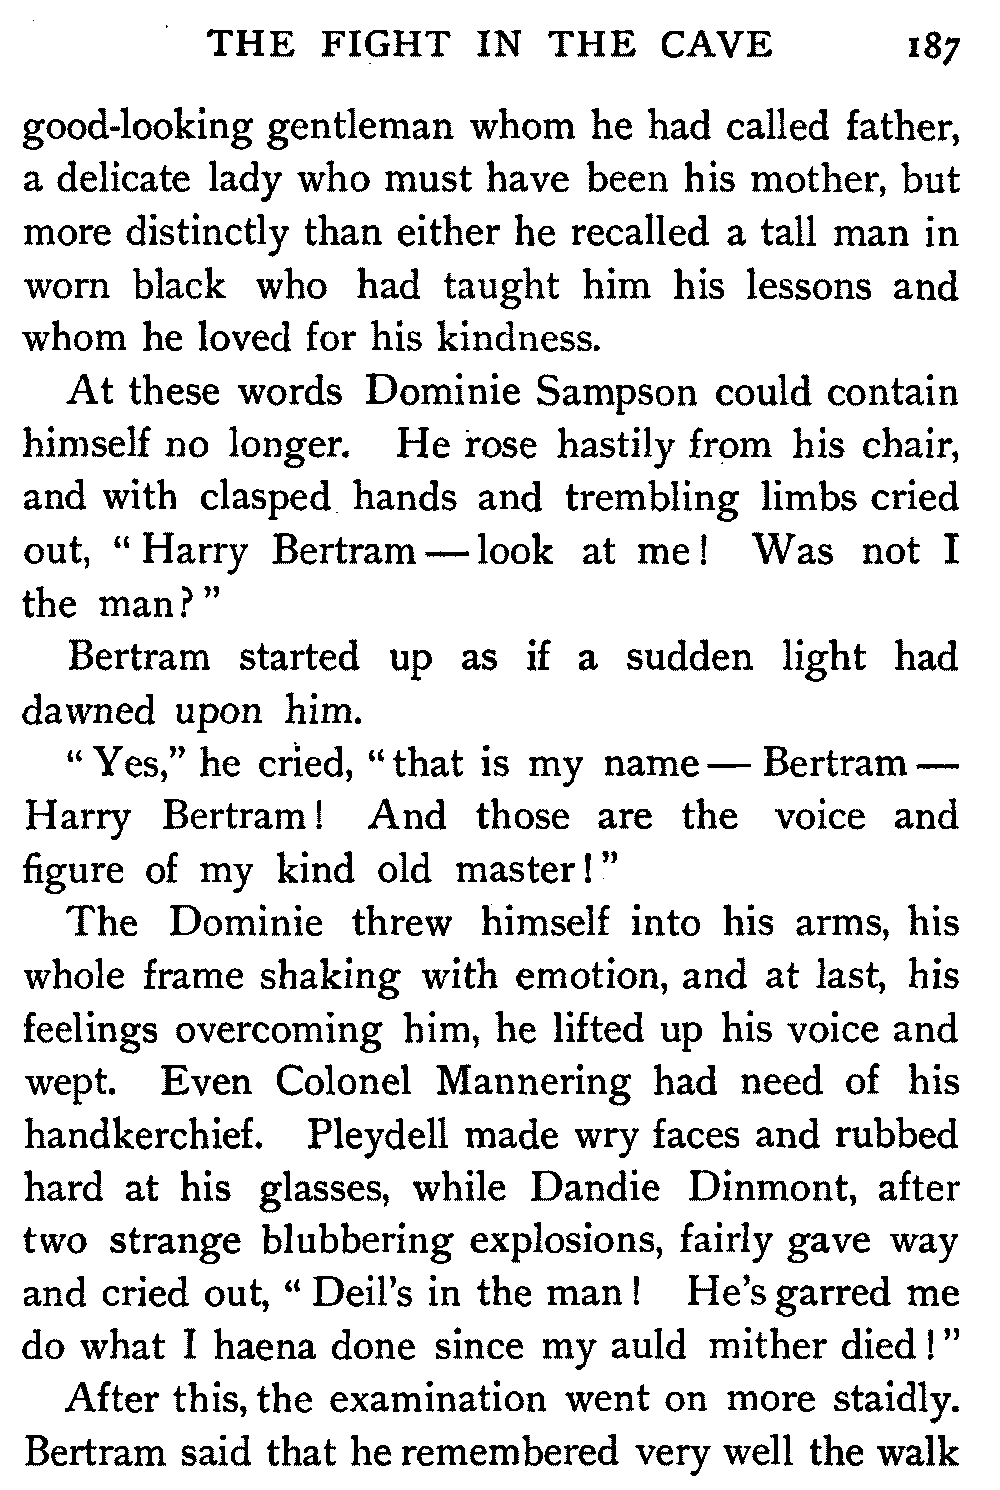 THE FIGHT IN THE CAVE 187
good-looking gentleman whom he had called father,
a delicate lady who must have been his mother, but
more distinctly than either he recalled a tall man in
worn black who had taught him his lessons and
whom he loved for his kindness.
At these words Dominie Sampson could contain
himself no longer. He rose hastily from his chair,
and with clasped hands and trembling limbs cried
out, “ Harry Bertram — look at me! Was not I
the man? ”
Bertram started up as if a sudden light had
dawned upon him.
“ Yes,” he cried, “ that is my name — Bertram —
Harry Bertram! And those are the voice and
figure of my kind old master! ”
The Dominie threw himself into his arms, his
whole frame shaking with emotion, and at last, his
feelings overcoming him, he lifted up his voice and
wept. Even Colonel Mannering had need of his
handkerchief. Pleydell made wry faces and rubbed
hard at his glasses, while Dandie Dinmont, after
two strange blubbering explosions, fairly gave way
and cried out, “ Deil's in the man! He's garred me
do what I haena done since my auld mither died! ”
After this, the examination went on more staidly.
Bertram said that he remembered very well the walk